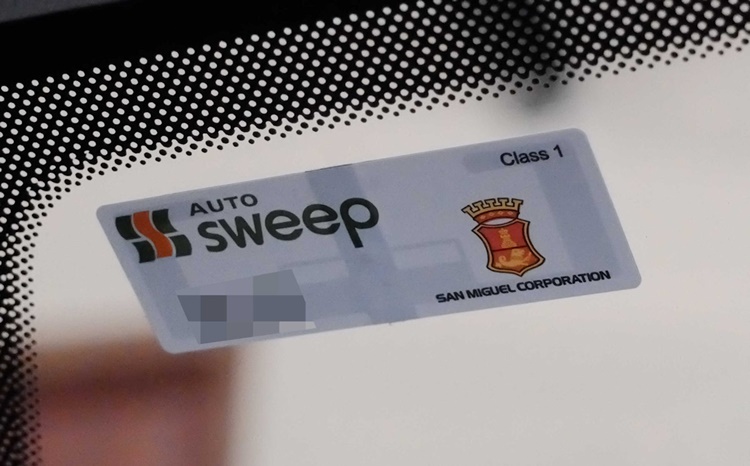 Class 1
AUTO
sweep
SAN MIGUEL CORPORATION